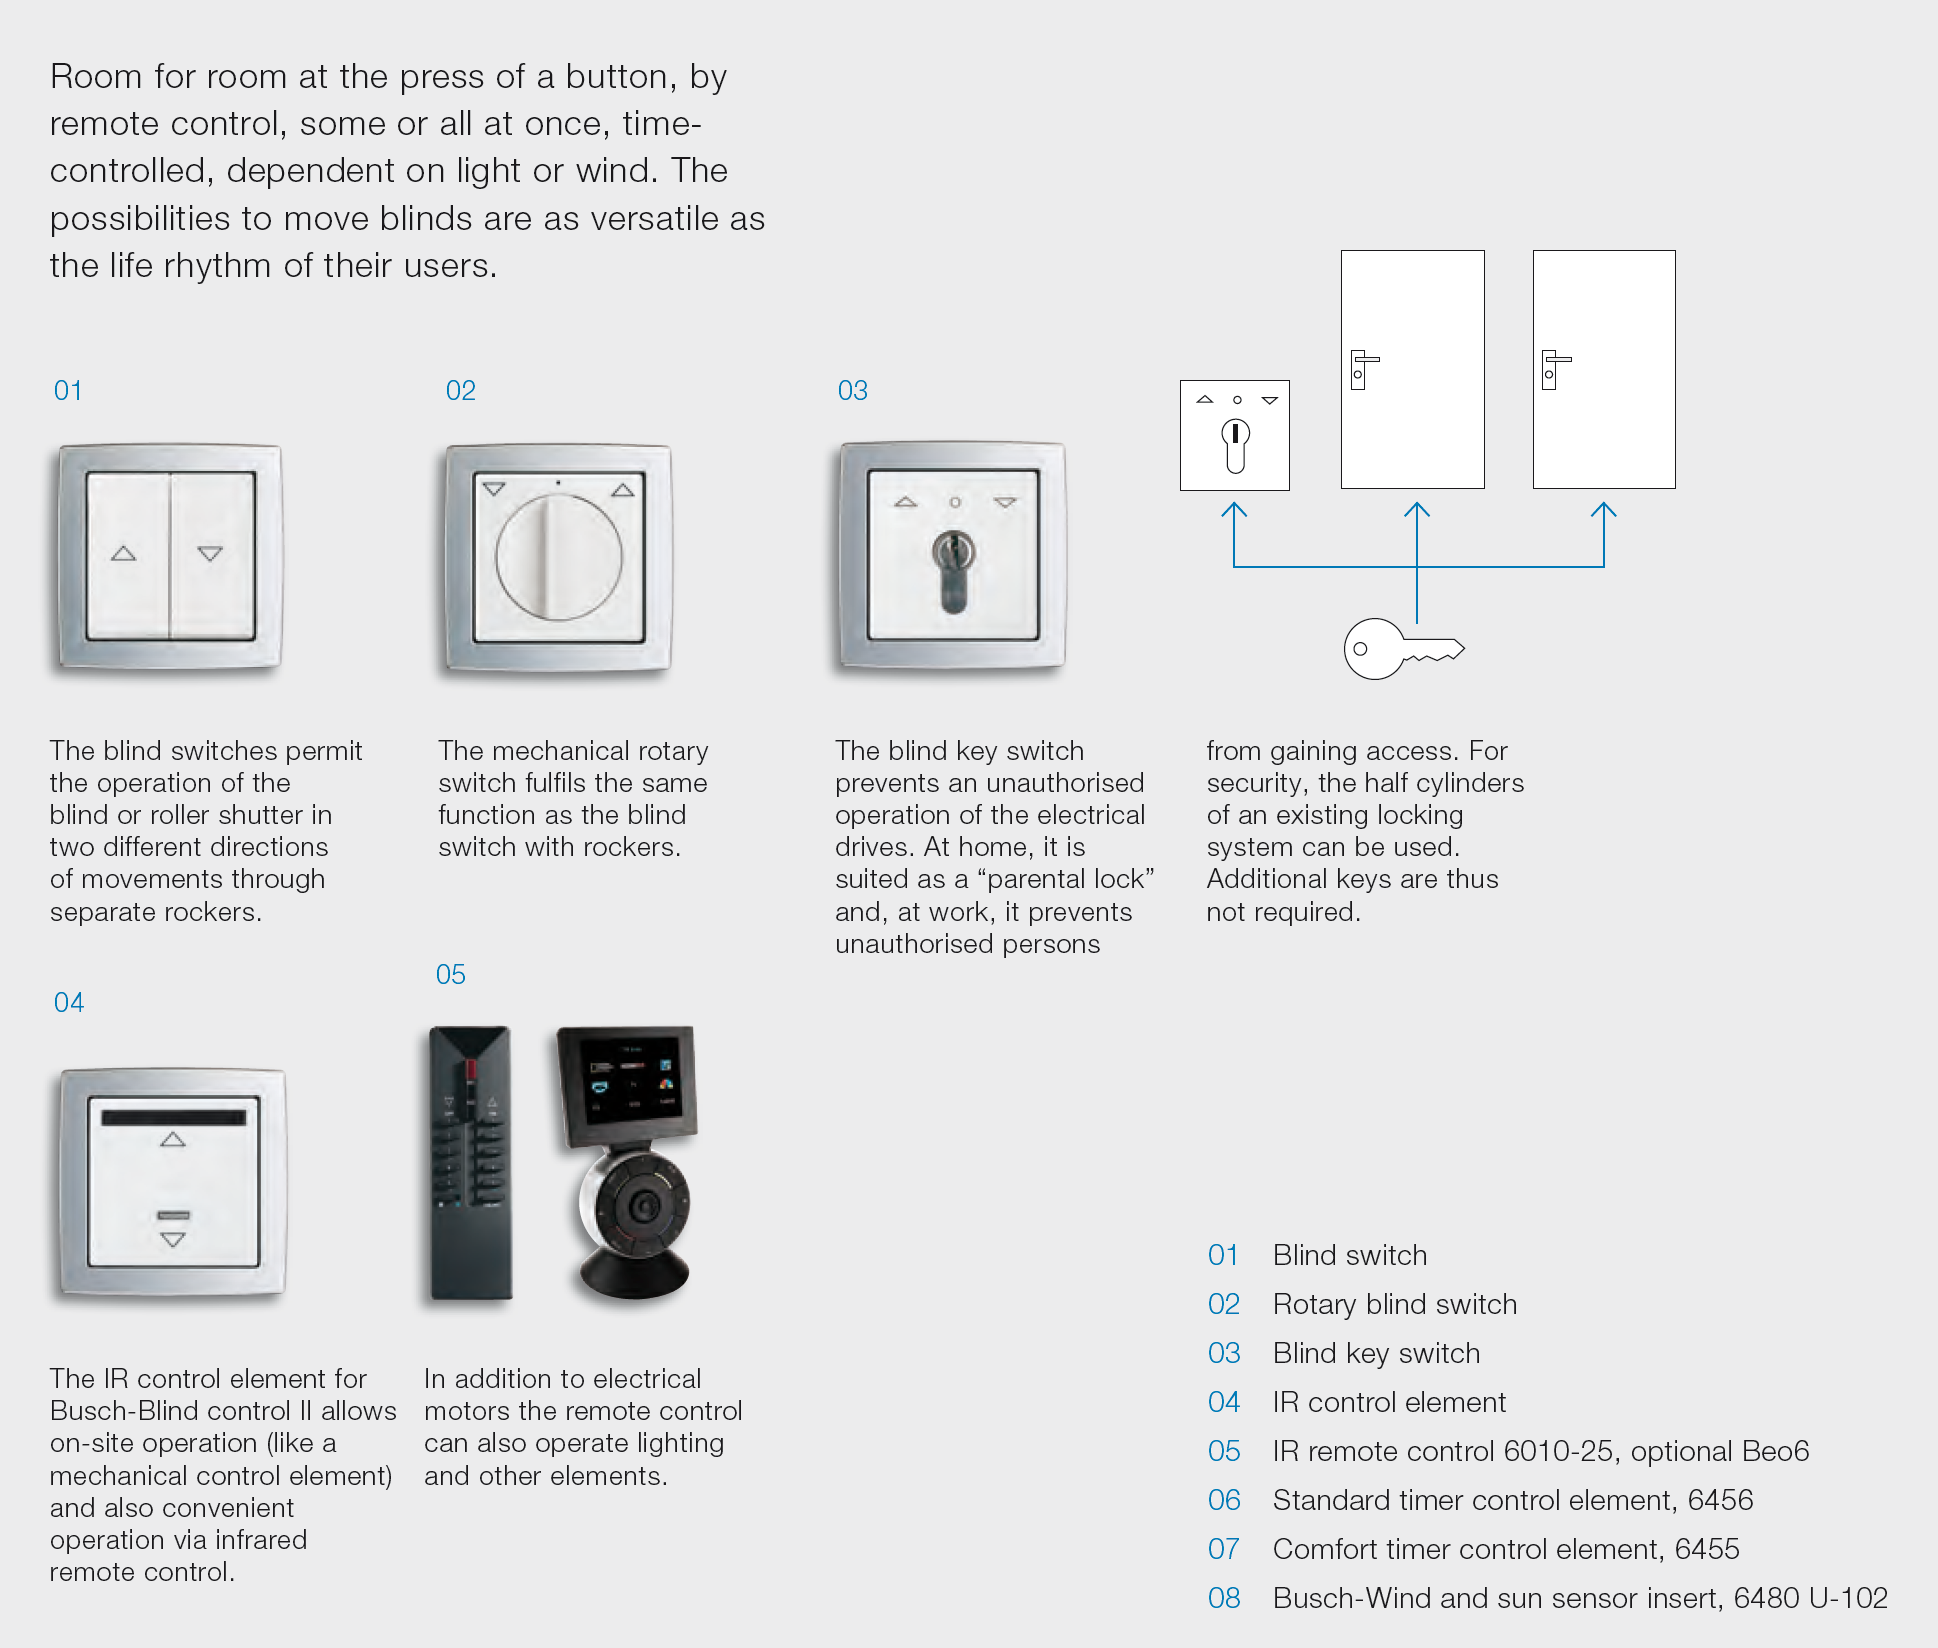 Room for room at the press of a button, by
remote control, some or all at once, time-
controlled, dependent on light or wind. The
possibilities to move blinds are as versatile as
the life rhythm of their users.
01
02
03
The blind switches permit
the operation of the
blind or roller shutter in
two different directions
of movements through
separate rockers.
The mechanical rotary
switch fulfils the same
function as the blind
switch with rockers.
The blind key switch
prevents an unauthorised
operation of the electrical
drives. At home, it is
suited as a “parental lock”
and, at work, it prevents
unauthorised persons
from gaining access. For
security, the half cylinders
of an existing locking
system can be used.
Additional keys are thus
not required.
04
05
The IR control element for
Busch-Blind control II allows
on-site operation (like a
mechanical control element)
and also convenient
operation via infrared
remote control.
In addition to electrical
motors the remote control
can also operate lighting
and other elements.
01 Blind switch
02 Rotary blind switch
03 Blind key switch
04 IR control element
05 IR remote control 6010-25, optional Beo6
06 Standard timer control element, 6456
07 Comfort timer control element, 6455
08 Busch-Wind and sun sensor insert, 6480 U-102